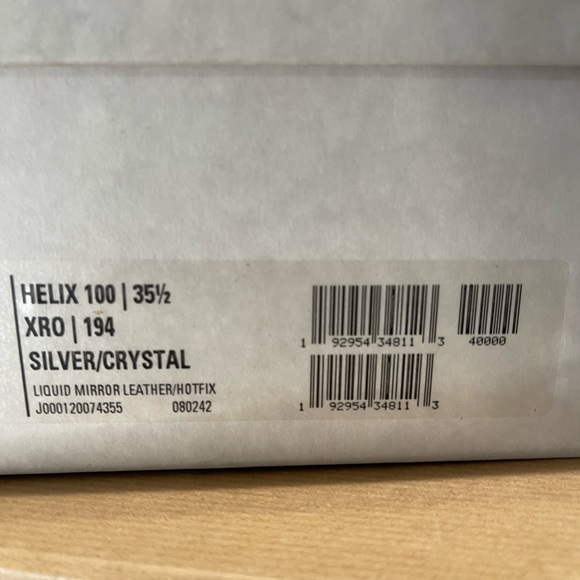 HELIX 100 | 35½
XRO | 194
SILVER/CRYSTAL
LIQUID MIRROR LEATHER/HOTFIX
J000120074355 080242
1 92954 34811 3
40000
1 92954 34811 3